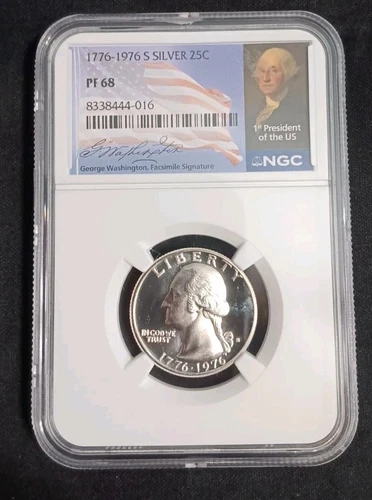 1776-1976 S SILVER 25C
PF 68
8338444-016
G Washington
George Washington, Facsimile Signature
1st President
of the US
NGC
LIBERTY
IN GOD WE
TRUST
S
1776·1976